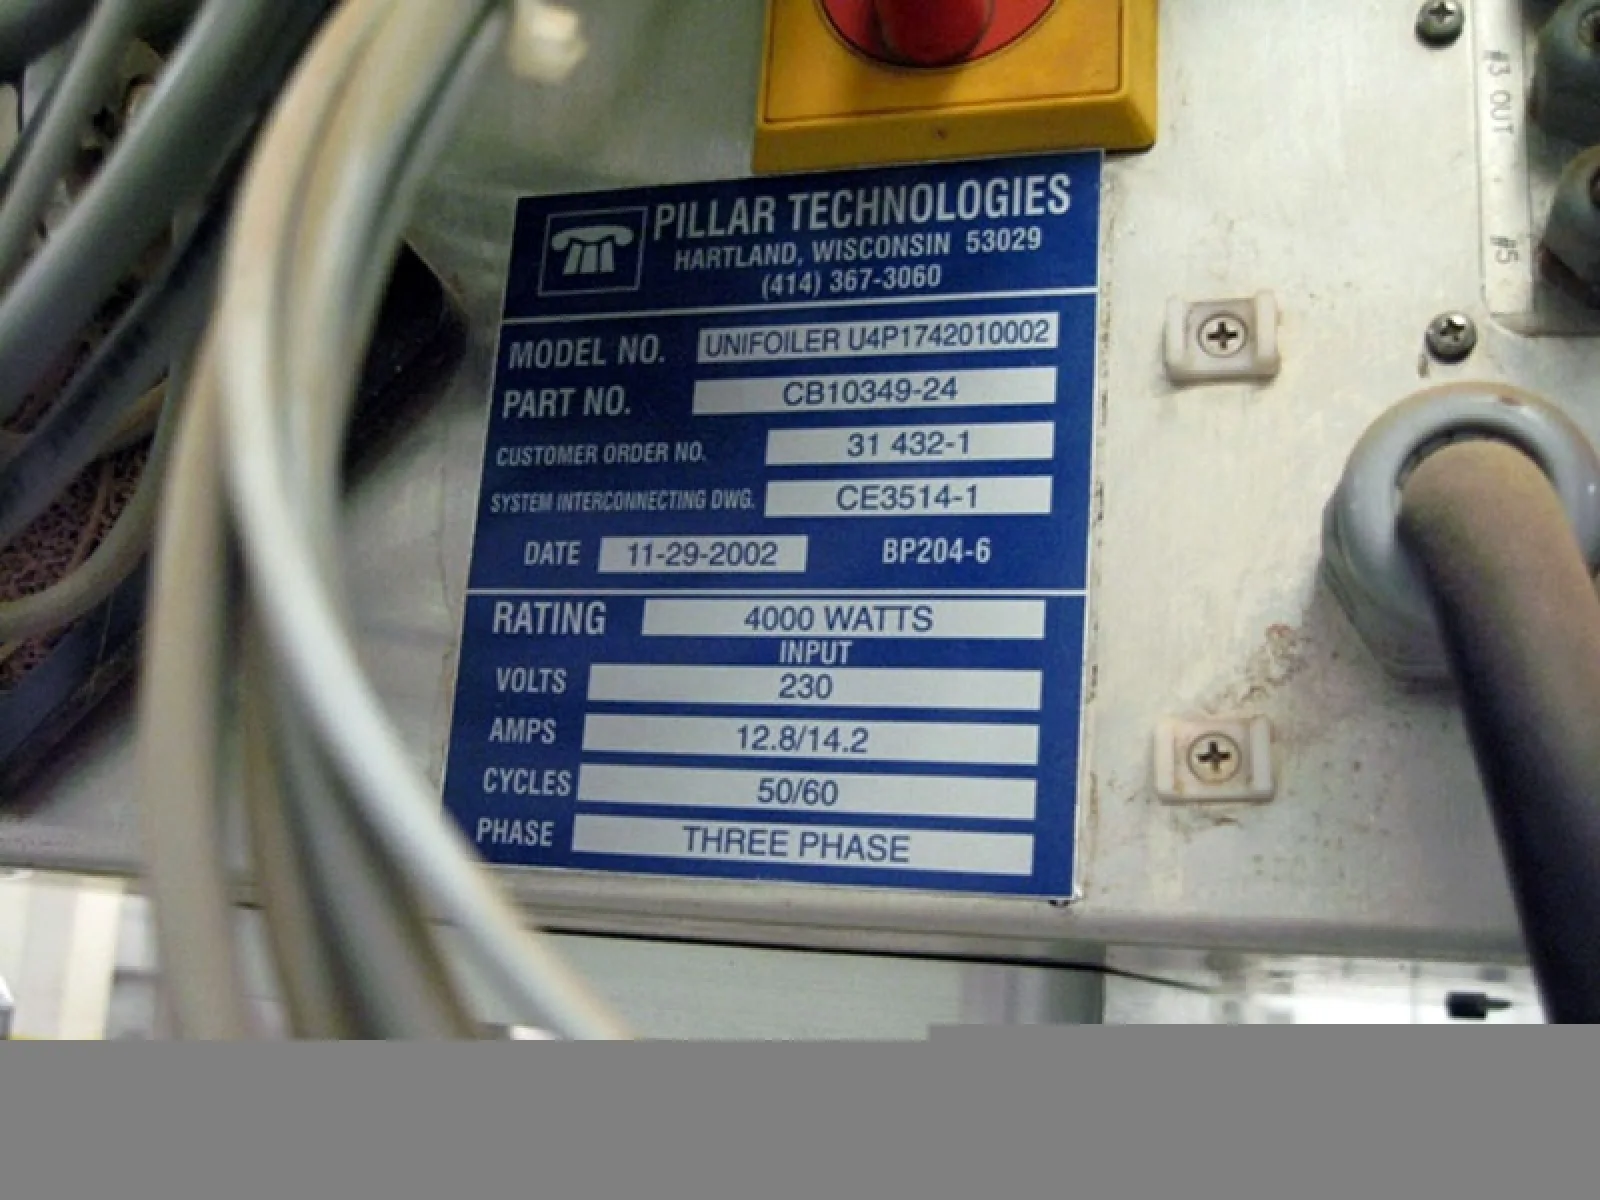 PILLAR TECHNOLOGIES
HARTLAND, WISCONSIN 53029
(414) 367-3060
MODEL NO. UNIFOILER U4P1742010002
PART NO. CB10349-24
CUSTOMER ORDER NO. 31 432-1
SYSTEM INTERCONNECTING DWG. CE3514-1
DATE 11-29-2002 BP204-6
RATING 4000 WATTS
INPUT
VOLTS 230
AMPS 12.8/14.2
CYCLES 50/60
PHASE THREE PHASE
#3 OUT
#5